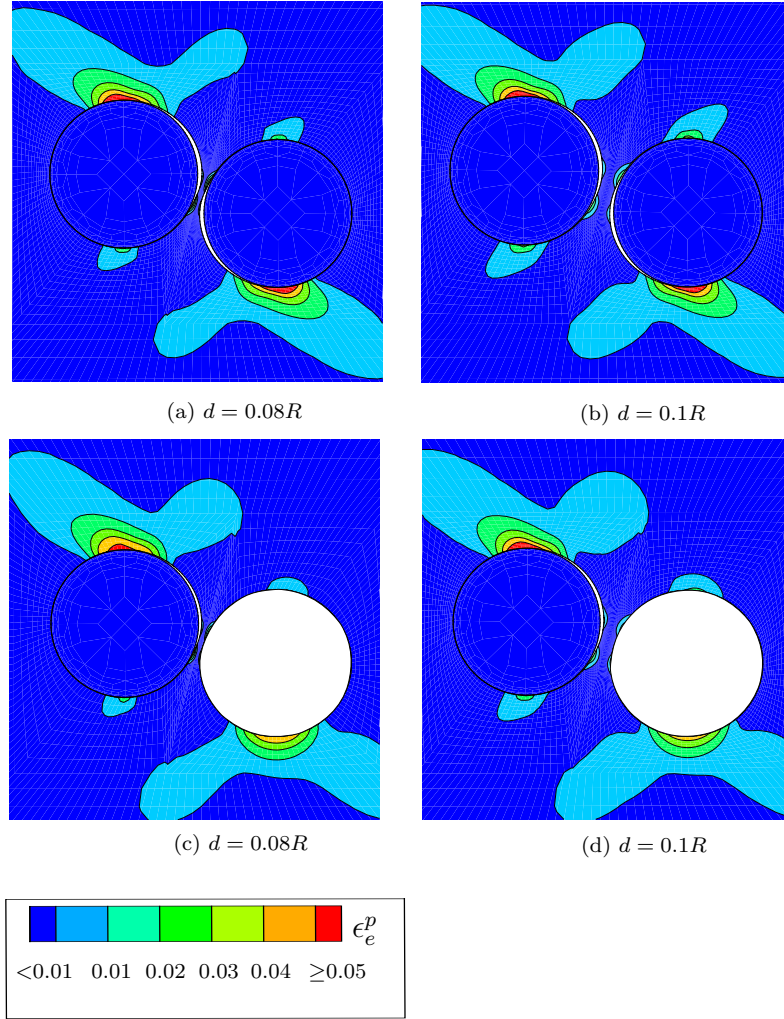 (a) d = 0.08R
(b) d = 0.1R
(c) d = 0.08R
(d) d = 0.1R
ϵₑᵖ
<0.01 0.01 0.02 0.03 0.04 ≥0.05